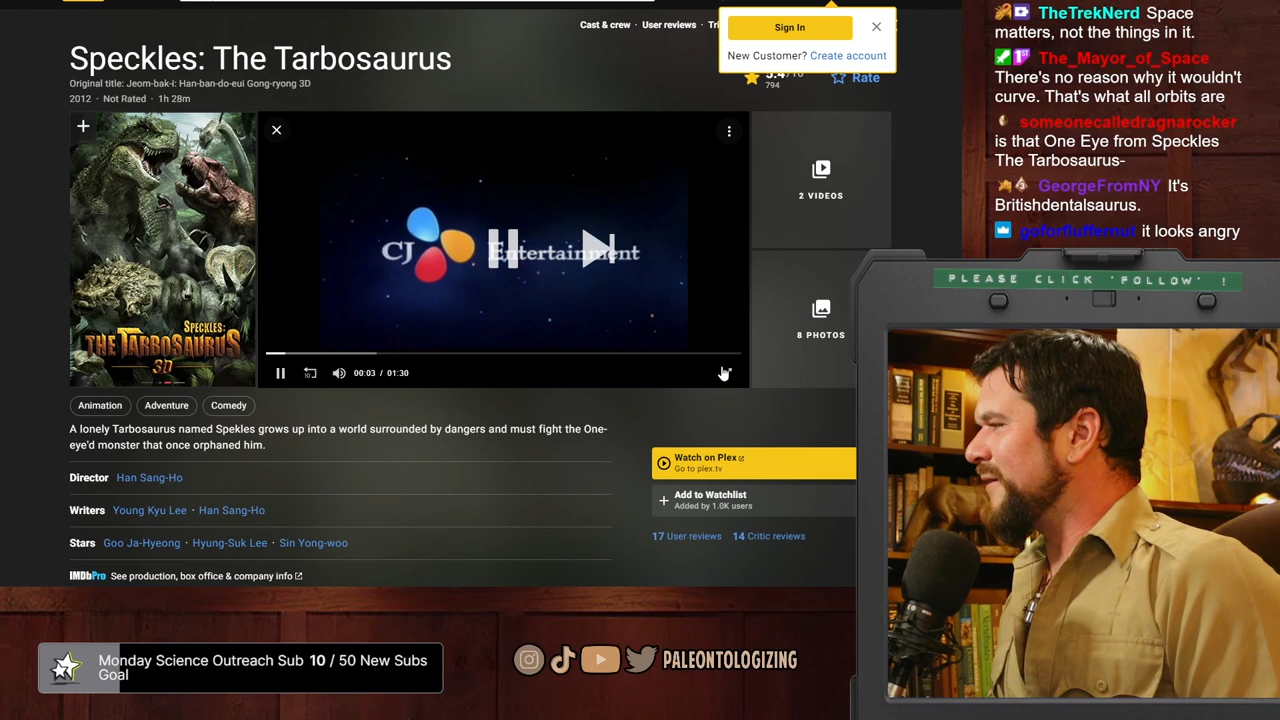 Cast & crew · User reviews ·
Sign In
New Customer? Create account
Speckles: The Tarbosaurus
Original title: Jeom-bak-i: Han-ban-do-eui Gong-ryong 3D
2012 · Not Rated · 1h 28m
794
Rate
CJ Entertainment
2 VIDEOS
8 PHOTOS
SPECKLES:
THE TARBOSAURUS
3D
10
00:03 / 01:30
Animation
Adventure
Comedy
A lonely Tarbosaurus named Spekles grows up into a world surrounded by dangers and must fight the One-
eye'd monster that once orphaned him.
Director Han Sang-Ho
Writers Young Kyu Lee · Han Sang-Ho
Stars Goo Ja-Hyeong · Hyung-Suk Lee · Sin Yong-woo
IMDbPro See production, box office & company info
Watch on Plex
Go to plex.tv
Add to Watchlist
Added by 1.0K users
17 User reviews 14 Critic reviews
TheTrekNerd Space
matters, not the things in it.
The_Mayor_of_Space
There's no reason why it wouldn't
curve. That's what all orbits are
someonecalledragnarocker
is that One Eye from Speckles
The Tarbosaurus-
GeorgeFromNY It's
Britishdentalsaurus.
goforfluffernut it looks angry
PLEASE CLICK 'FOLLOW' !
Monday Science Outreach Sub 10 / 50 New Subs
Goal
PALEONTOLOGIZING